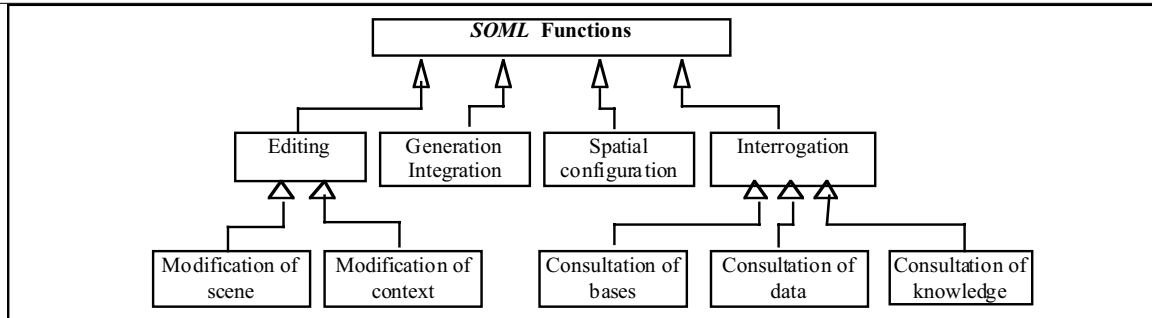 SOML Functions
Editing
Generation
Integration
Spatial
configuration
Interrogation
Modification of
scene
Modification of
context
Consultation of
bases
Consultation of
data
Consultation of
knowledge